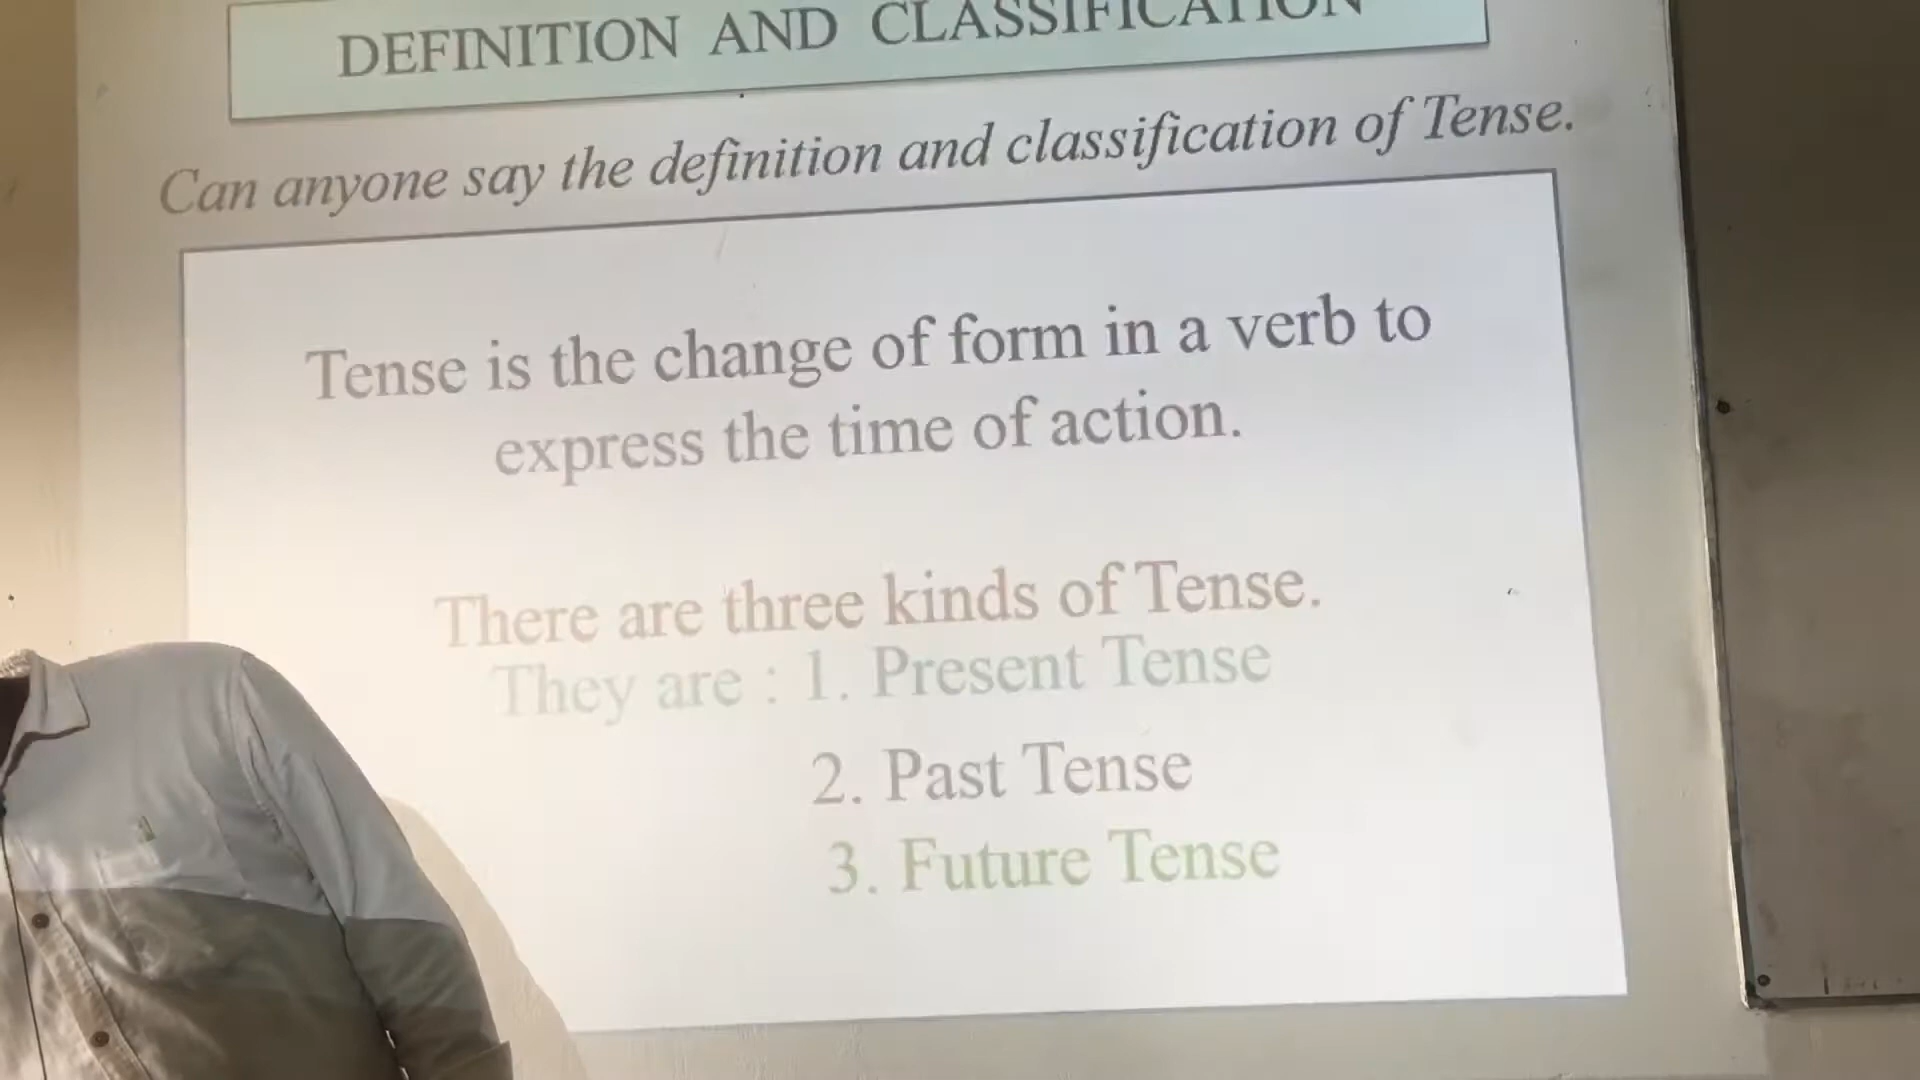 DEFINITION AND CLASSIFICATION
Can anyone say the definition and classification of Tense.
Tense is the change of form in a verb to
express the time of action.
There are three kinds of Tense.
They are : 1. Present Tense
2. Past Tense
3. Future Tense